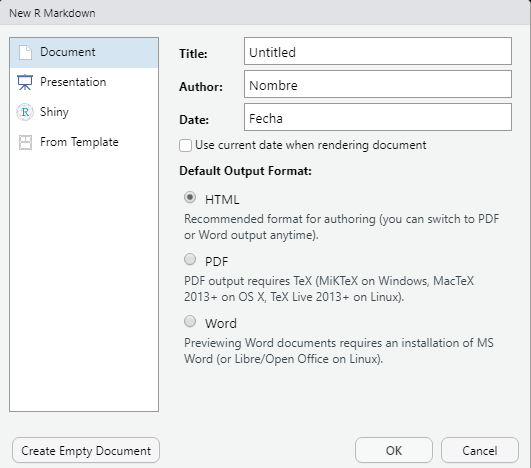 New R Markdown
Document
Presentation
Shiny
From Template
Title: Untitled
Author: Nombre
Date: Fecha
Use current date when rendering document
Default Output Format:
HTML
Recommended format for authoring (you can switch to PDF
or Word output anytime).
PDF
PDF output requires TeX (MiKTeX on Windows, MacTeX
2013+ on OS X, TeX Live 2013+ on Linux).
Word
Previewing Word documents requires an installation of MS
Word (or Libre/Open Office on Linux).
Create Empty Document OK Cancel